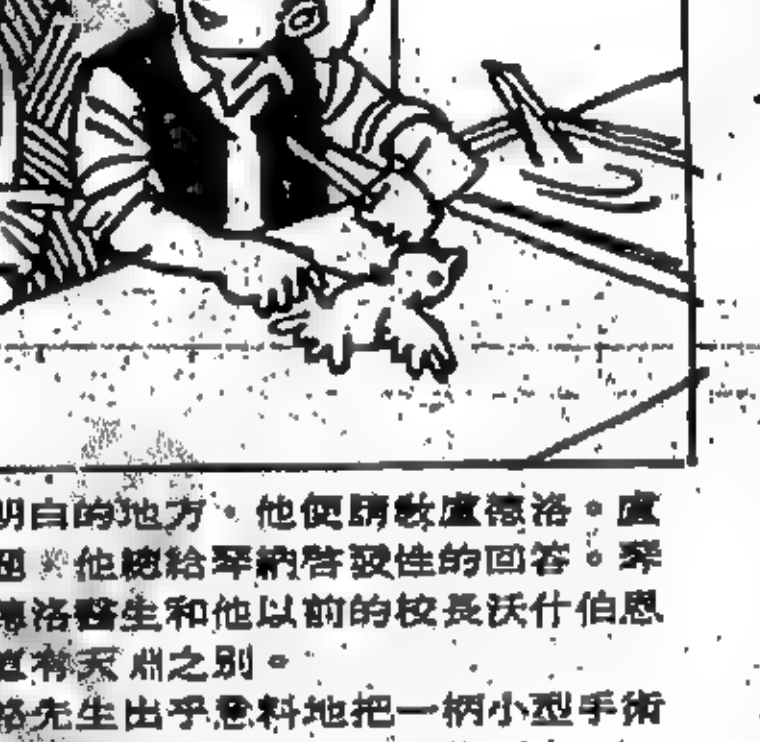 明白的地方，他便請教盧德洛。盧
他總給琴納啓發性的回答。琴
德洛醫生和他以前的校長沃什伯恩
有天淵之別。
先生出乎意料地把一柄小型手術